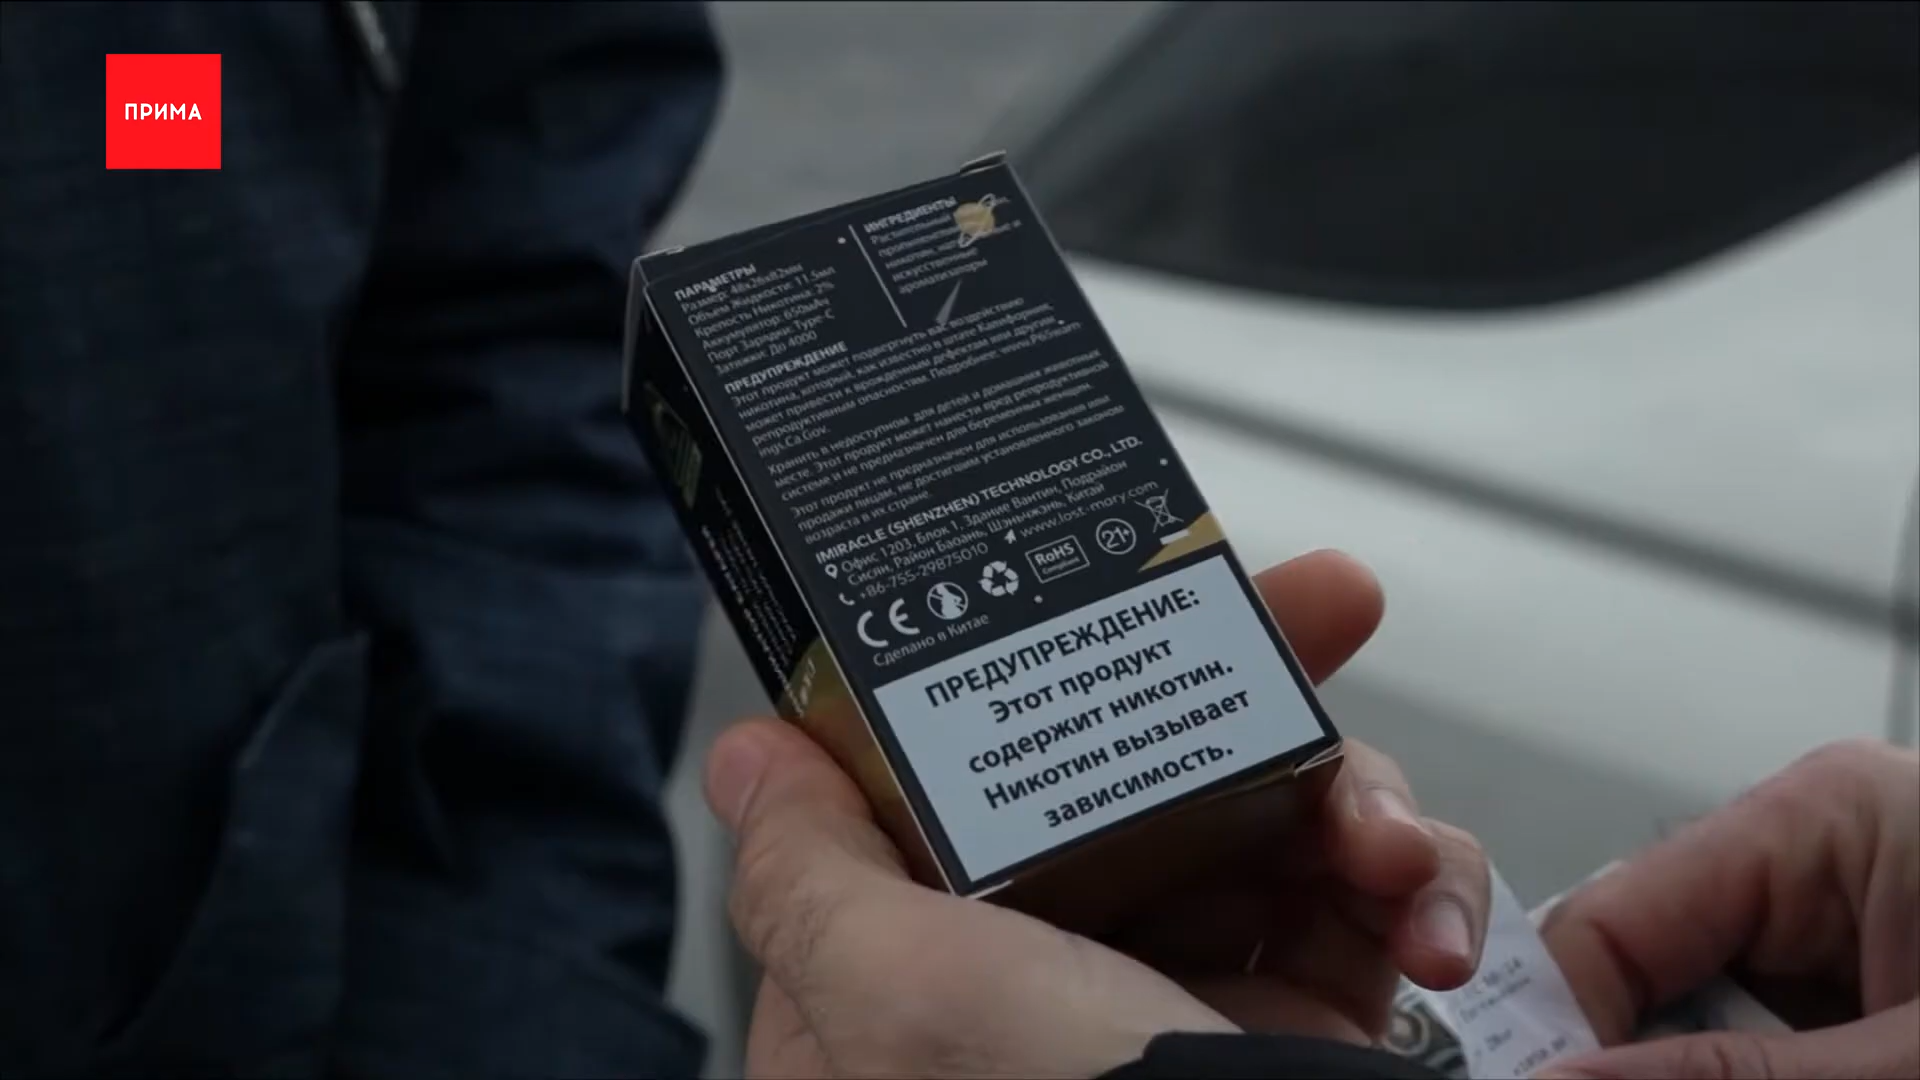 ПРИМА
ПАРАМЕТРЫ
Размер: 48x26x82мм
Объем Жидкости: 11.5мл
Крепость Никотина: 2%
Аккумулятор: 650мАч
Порт Зарядки: Type C
Затяжки: До 4000
ИНГРЕДИЕНТЫ
Растительный
никотин,
искусственные
ароматизаторы
ПРЕДУПРЕЖДЕНИЕ
Этот продукт может подвергнуть вас воздействию
никотина, который, как известно в штате Калифорния,
может привести к врожденным дефектам или другим
репродуктивным опасностям. Подробнее: www.P65warn
ings.Ca.Gov.
Хранить в недоступном для детей и домашних животных
месте. Этот продукт может нанести вред репродуктивной
системе и не предназначен для беременных женщин.
Этот продукт не предназначен для использования или
продажи лицам, не достигшим установленного законом
возраста в их стране.
IMIRACLE (SHENZHEN) TECHNOLOGY CO., LTD.
Офис 1203, Блок 1, Здание Вантин, Подрайон
Сисян, Район Баоань, Шэньчжэнь, Китай
+86-755-29875010 www.lost-mary.com
CE RoHS Compliant 21+
Сделано в Китае
ПРЕДУПРЕЖДЕНИЕ:
Этот продукт
содержит никотин.
Никотин вызывает
зависимость.